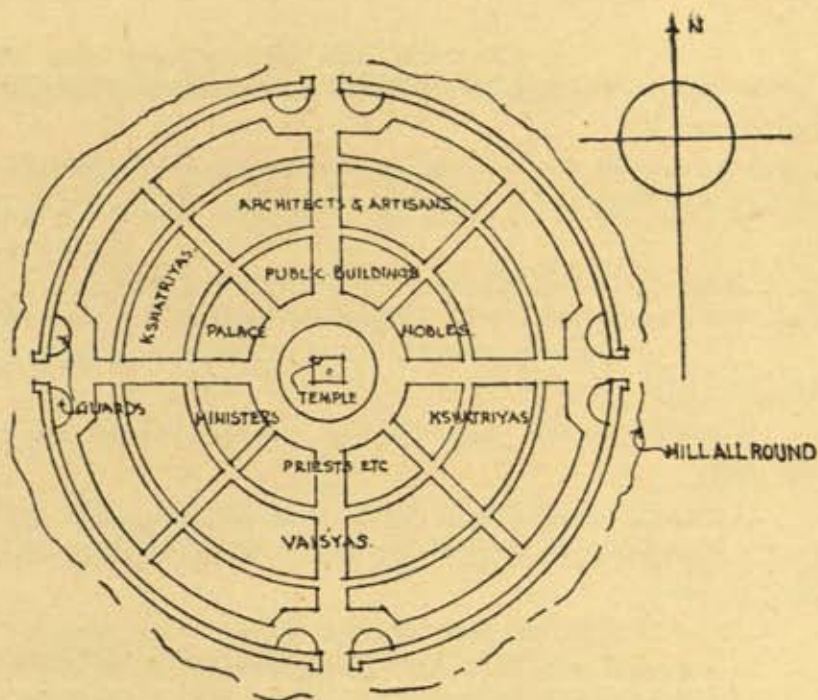 N
ARCHITECTS & ARTISANS
KSHATRIYAS.
PUBLIC BUILDINGS
PALACE
NOBLES.
TEMPLE
GUARDS
MINISTERS
KSHATRIYAS
HILL ALL ROUND
PRIESTS ETC
VAISYAS.